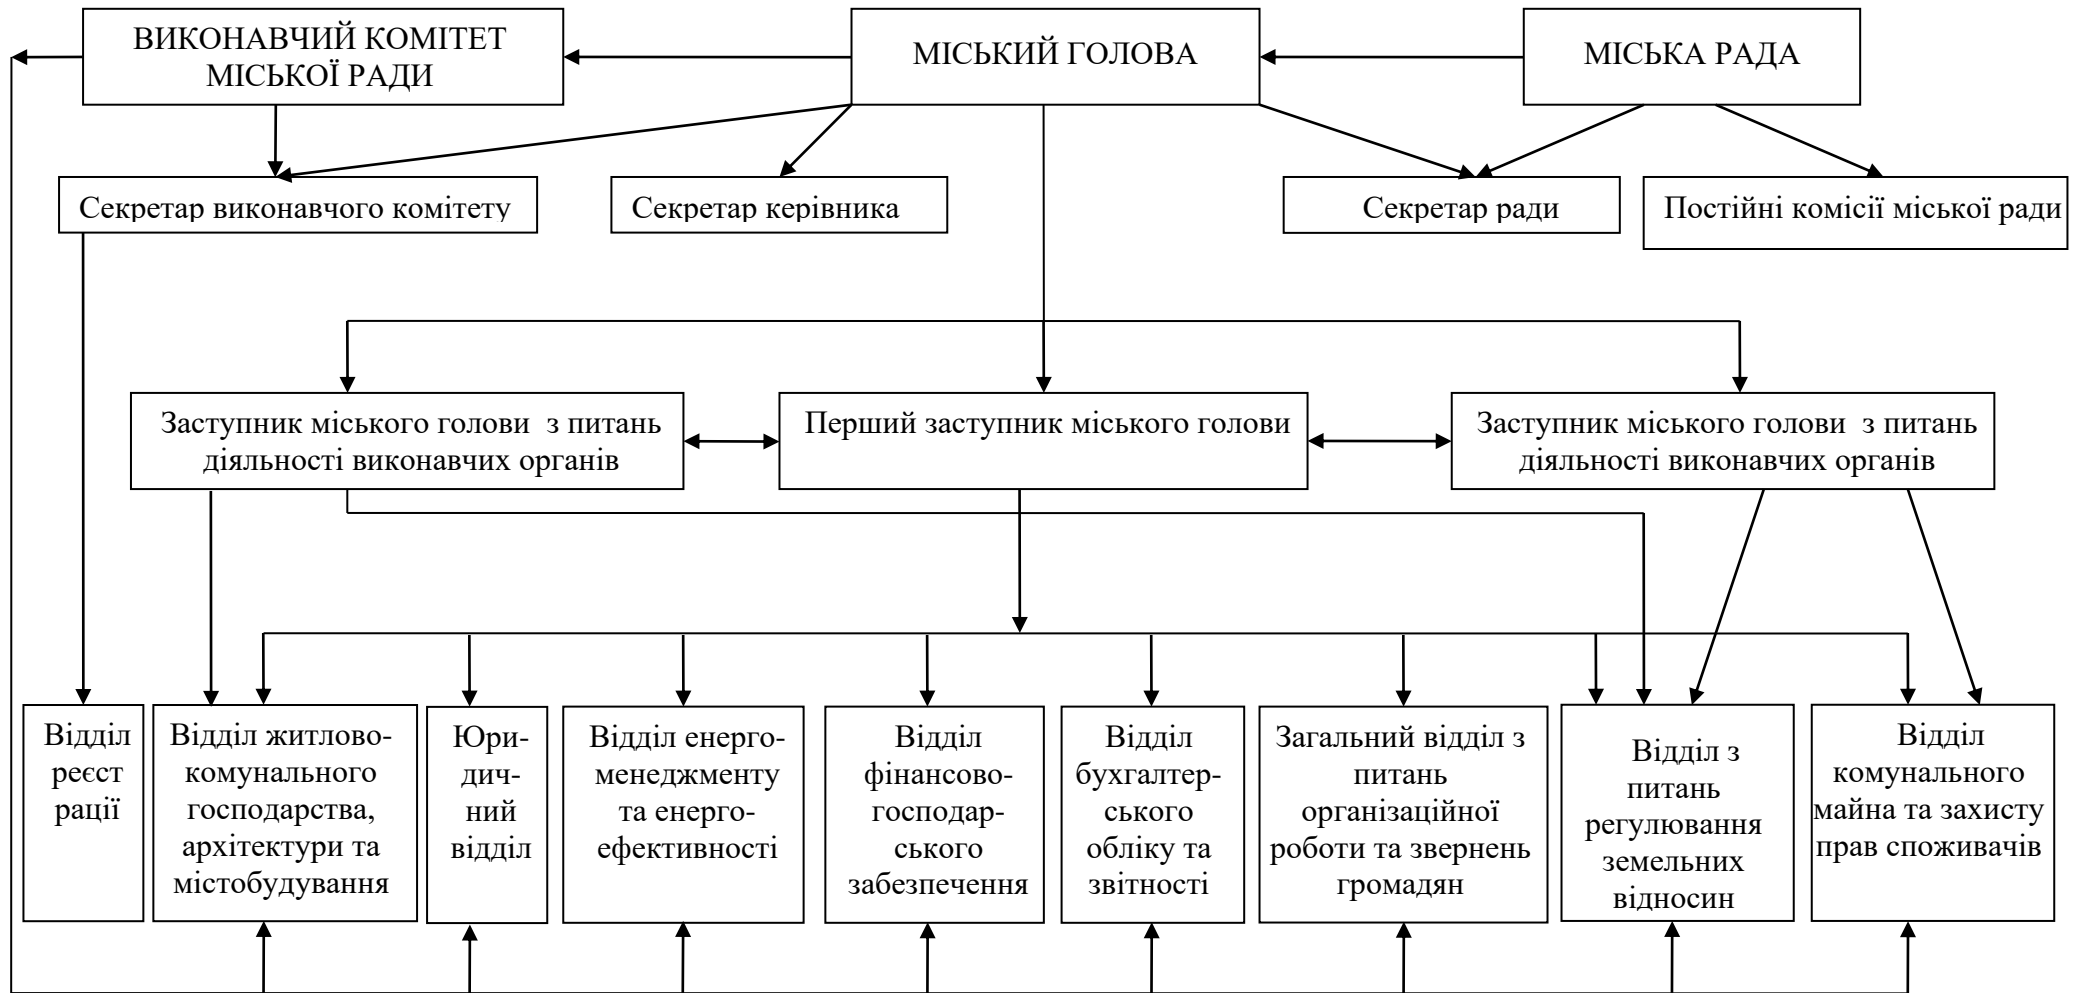 ВИКОНАВЧИЙ КОМІТЕТ
МІСЬКОЇ РАДИ
МІСЬКИЙ ГОЛОВА
МІСЬКА РАДА
Секретар виконавчого комітету
Секретар керівника
Секретар ради
Постійні комісії міської ради
Заступник міського голови з питань
діяльності виконавчих органів
Перший заступник міського голови
Заступник міського голови з питань
діяльності виконавчих органів
Відділ
реєст
рації
Відділ житлово-
комунального
господарства,
архітектури та
містобудування
Юри-
дич-
ний
відділ
Відділ енерго-
менеджменту
та енерго-
ефективності
Відділ
фінансово-
господар-
ського
забезпечення
Відділ
бухгалтер-
ського
обліку та
звітності
Загальний відділ з
питань
організаційної
роботи та звернень
громадян
Відділ з
питань
регулювання
земельних
відносин
Відділ
комунального
майна та захисту
прав споживачів